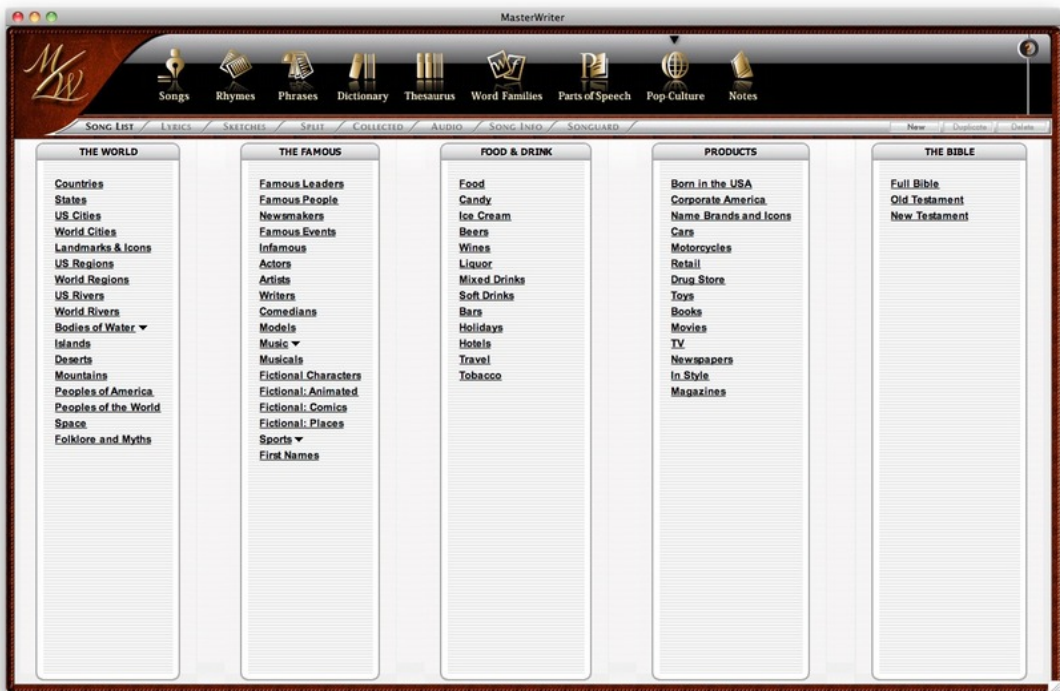 MasterWriter
MW
Songs Rhymes Phrases Dictionary Thesaurus Word Families Parts of Speech Pop-Culture Notes
?
SONG LIST / LYRICS / SKETCHES / SPLIT / COLLECTED / AUDIO / SONG INFO / SONGUARD /
New Duplicate Delete
THE WORLD
Countries
States
US Cities
World Cities
Landmarks & Icons
US Regions
World Regions
US Rivers
World Rivers
Bodies of Water
Islands
Deserts
Mountains
Peoples of America
Peoples of the World
Space
Folklore and Myths
THE FAMOUS
Famous Leaders
Famous People
Newsmakers
Famous Events
Infamous
Actors
Artists
Writers
Comedians
Models
Music
Musicals
Fictional Characters
Fictional: Animated
Fictional: Comics
Fictional: Places
Sports
First Names
FOOD & DRINK
Food
Candy
Ice Cream
Beers
Wines
Liquor
Mixed Drinks
Soft Drinks
Bars
Holidays
Hotels
Travel
Tobacco
PRODUCTS
Born in the USA
Corporate America
Name Brands and Icons
Cars
Motorcycles
Retail
Drug Store
Toys
Books
Movies
TV
Newspapers
In Style
Magazines
THE BIBLE
Full Bible
Old Testament
New Testament